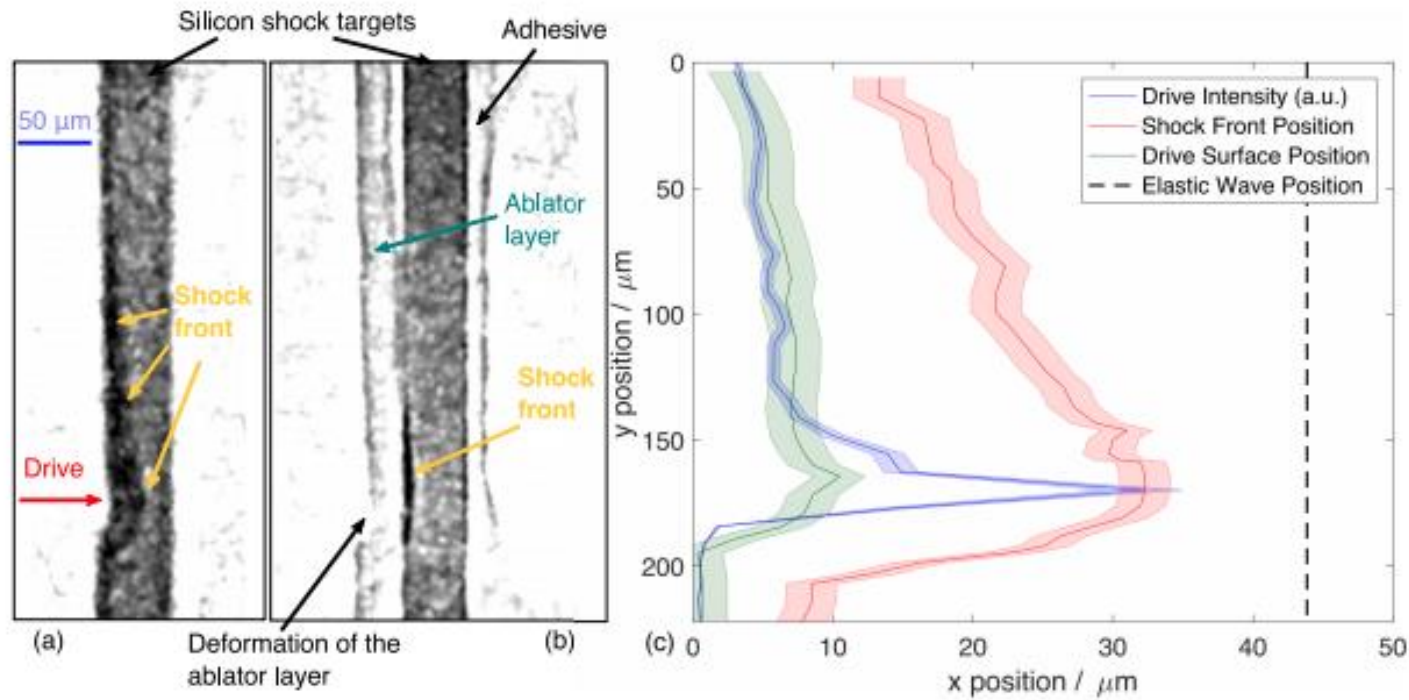 Silicon shock targets
Adhesive
50 μm
Ablator
layer
Shock
front
Shock
front
Drive
(a)
Deformation of the
ablator layer
(b)
y position / μm
0
50
100
150
200
Drive Intensity (a.u.)
Shock Front Position
Drive Surface Position
Elastic Wave Position
(c)
0
10
20
30
40
50
x position / μm